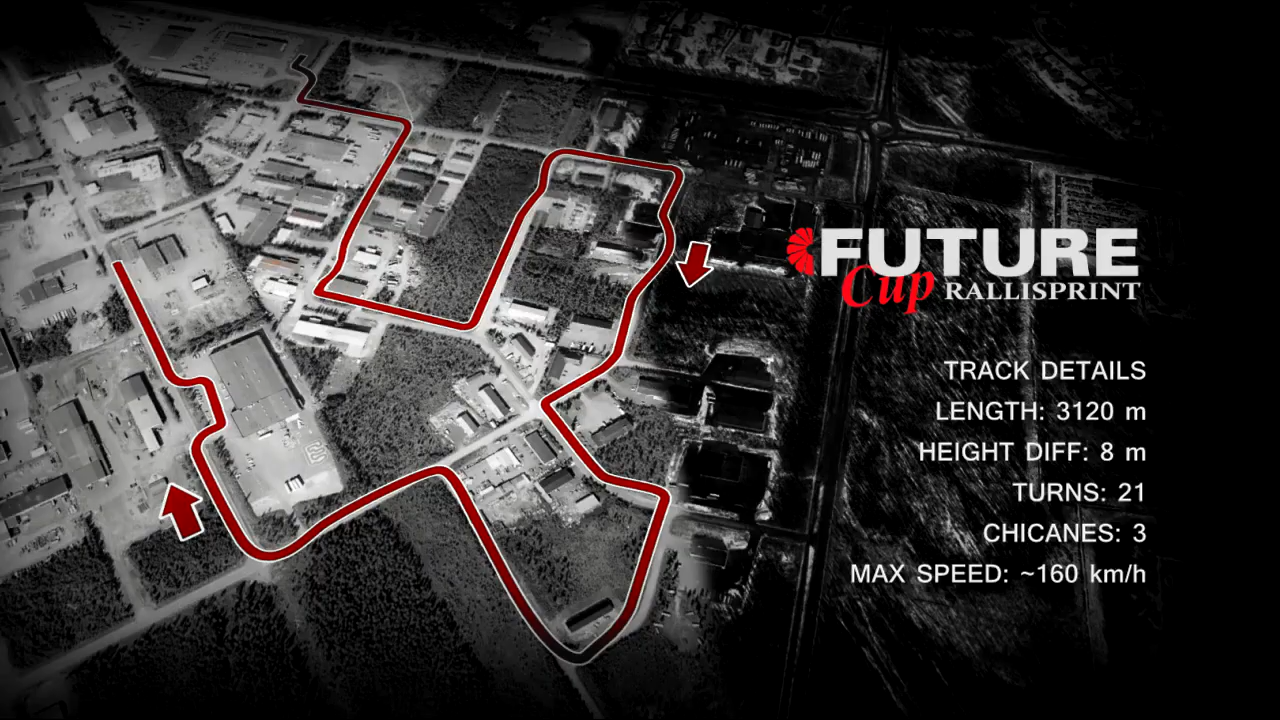 FUTURE
Cup RALLISPRINT
TRACK DETAILS
LENGTH: 3120 m
HEIGHT DIFF: 8 m
TURNS: 21
CHICANES: 3
MAX SPEED: ~160 km/h